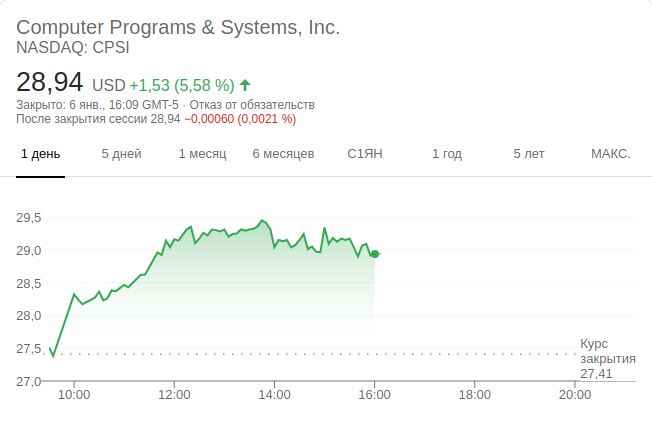 Computer Programs & Systems, Inc.
NASDAQ: CPSI
28,94 USD +1,53 (5,58 %)
Закрыто: 6 янв., 16:09 GMT-5 · Отказ от обязательств
После закрытия сессии 28,94 −0,00060 (0,0021 %)
1 день 5 дней 1 месяц 6 месяцев С1ЯН 1 год 5 лет МАКС.
29,5
29,0
28,5
28,0
27,5
Курс
закрытия
27,41
27,0
10:00 12:00 14:00 16:00 18:00 20:00